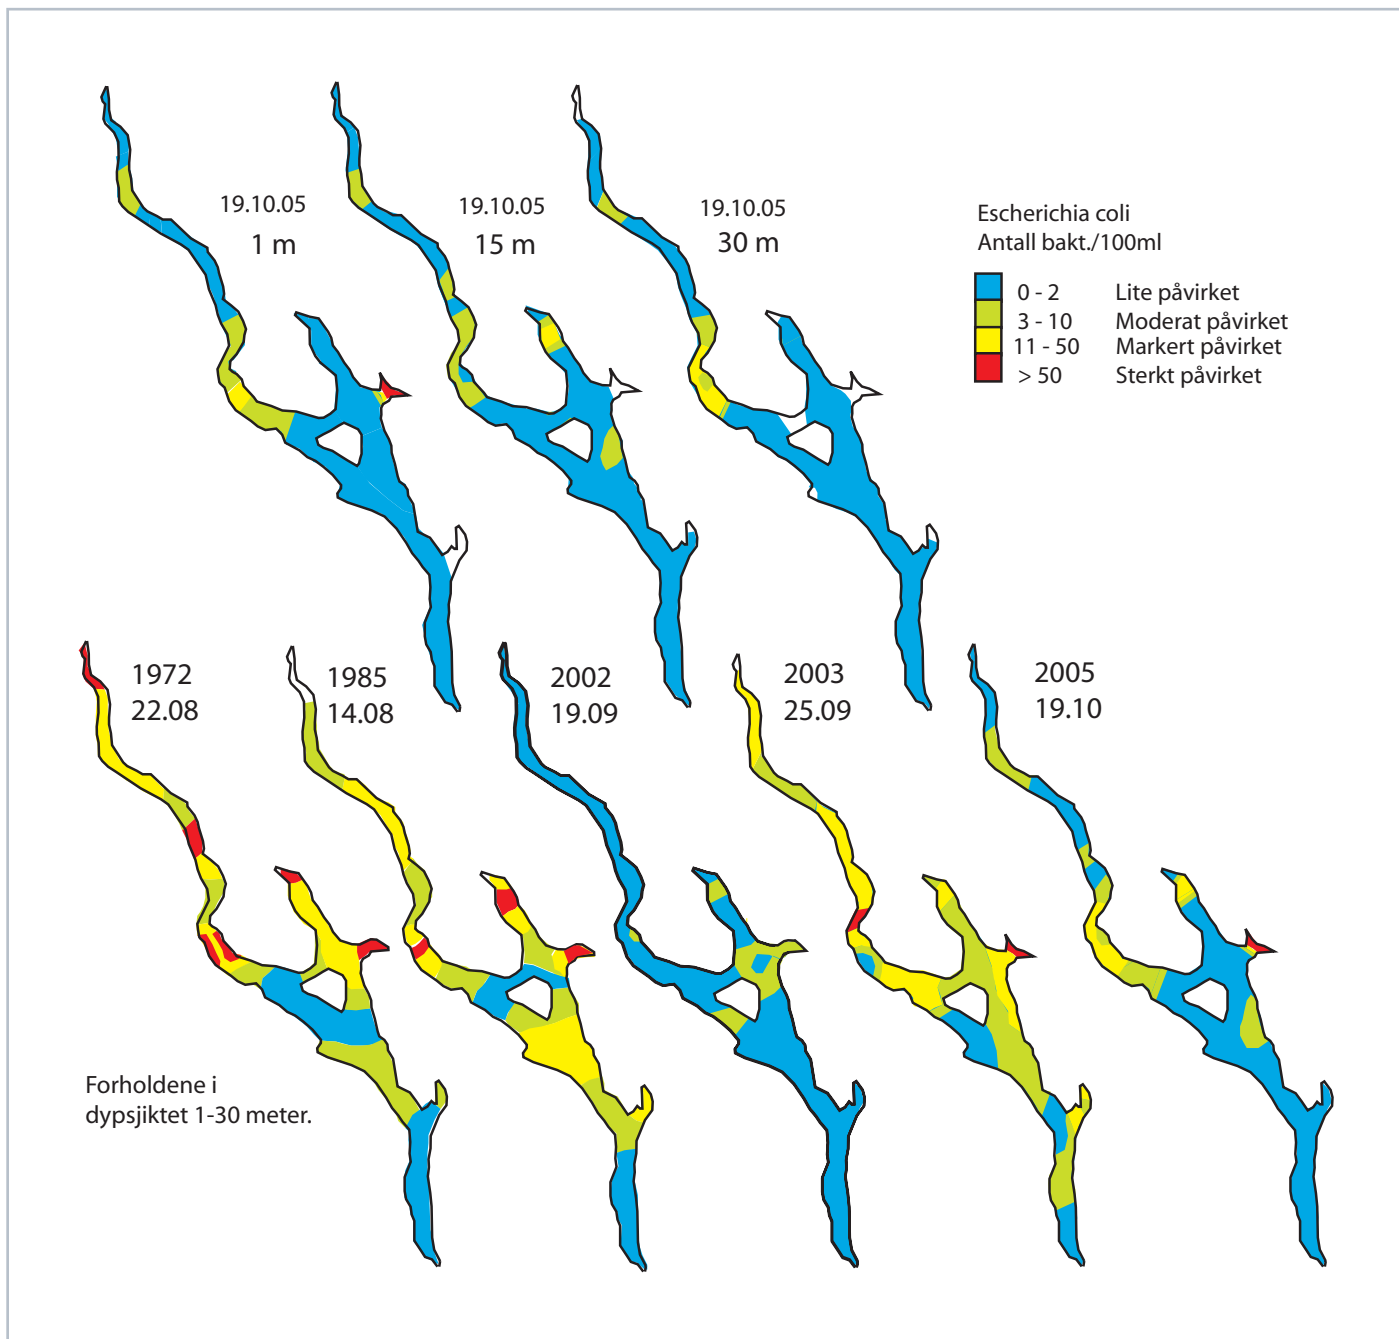 19.10.05
1 m
19.10.05
15 m
19.10.05
30 m
Escherichia coli
Antall bakt./100ml
0 - 2 Lite påvirket
3 - 10 Moderat påvirket
11 - 50 Markert påvirket
> 50 Sterkt påvirket
1972
22.08
1985
14.08
2002
19.09
2003
25.09
2005
19.10
Forholdene i
dypsjiktet 1-30 meter.